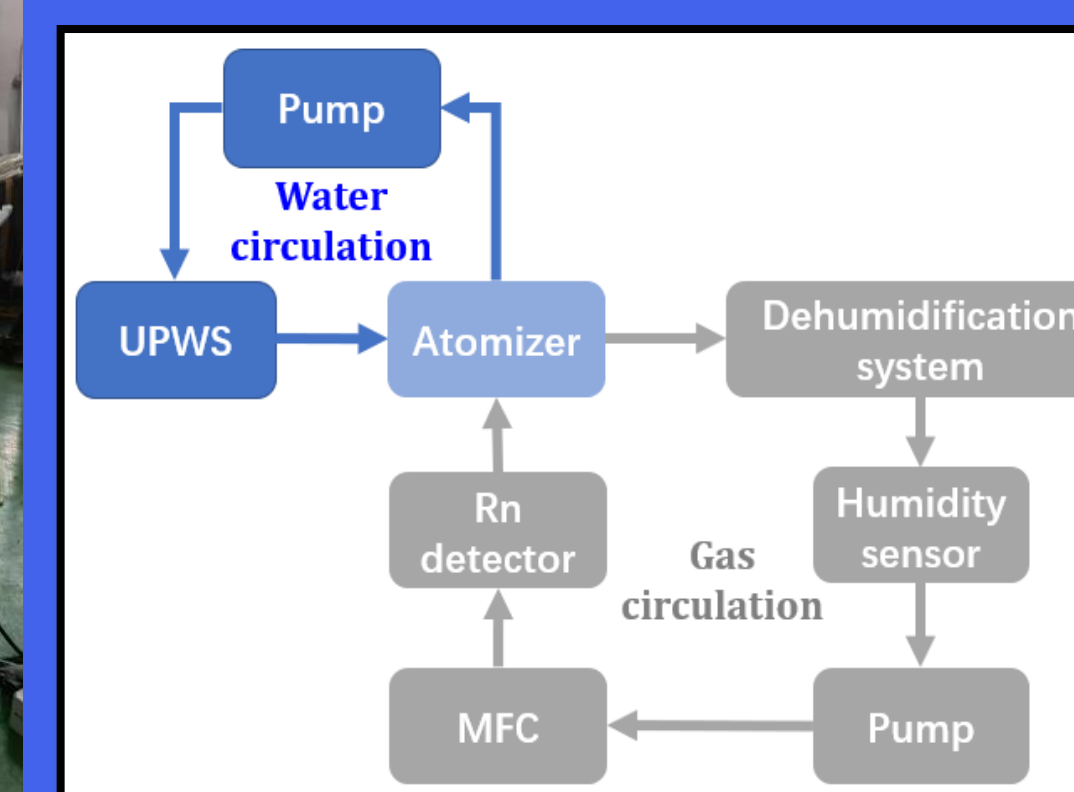 Pump
Water
circulation
UPWS
Atomizer
Dehumidification
system
Rn
detector
Gas
circulation
Humidity
sensor
MFC
Pump